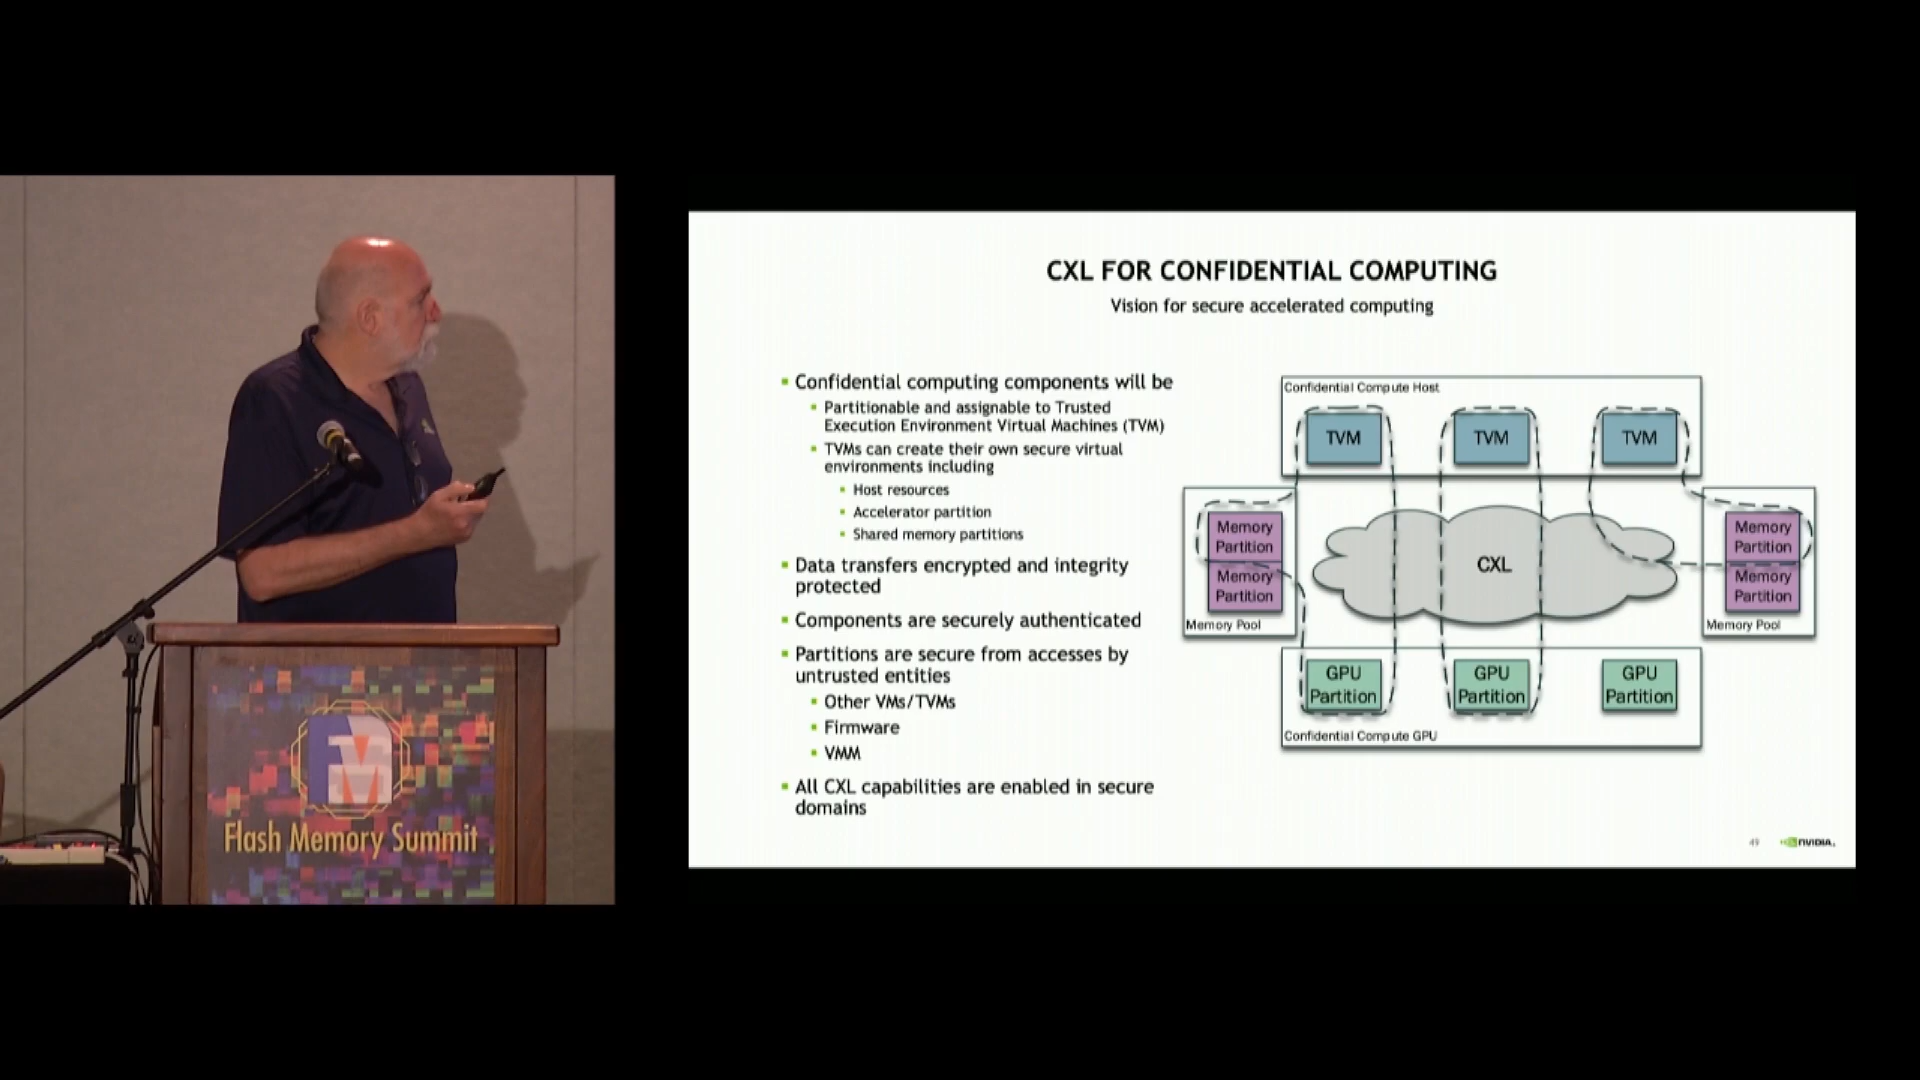 CXL FOR CONFIDENTIAL COMPUTING
Vision for secure accelerated computing
Confidential computing components will be
Partitionable and assignable to Trusted
Execution Environment Virtual Machines (TVM)
TVMs can create their own secure virtual
environments including
Host resources
Accelerator partition
Shared memory partitions
Data transfers encrypted and integrity
protected
Components are securely authenticated
Partitions are secure from accesses by
untrusted entities
Other VMs/TVMs
Firmware
VMM
All CXL capabilities are enabled in secure
domains
Confidential Compute Host
TVM
TVM
TVM
Memory
Partition
Memory
Partition
Memory Pool
CXL
Memory
Partition
Memory
Partition
Memory Pool
GPU
Partition
GPU
Partition
GPU
Partition
Confidential Compute GPU
49
NVIDIA.
FM
Flash Memory Summit